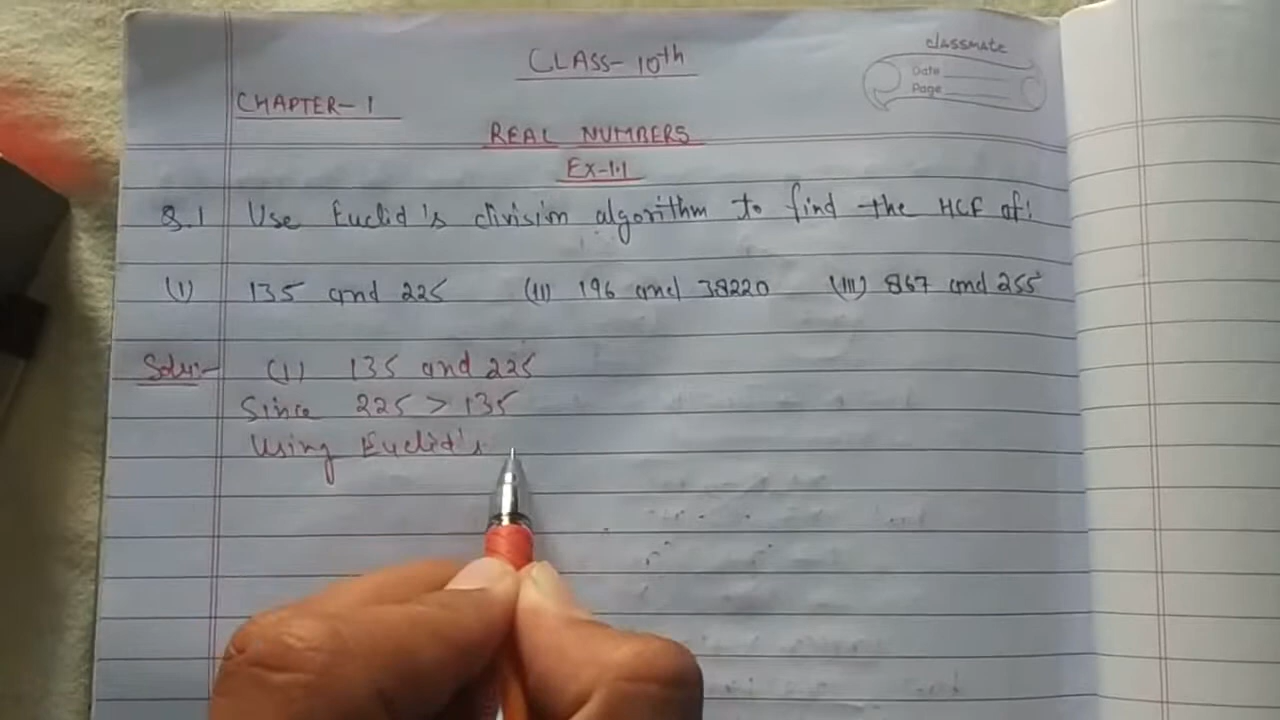 CLASS-10th
classmate
Date
Page
CHAPTER-1
REAL NUMBERS
Ex-1.1
Q.1 Use Euclid's division algorithm to find the HCF of:
(I) 135 and 225 (II) 196 and 38220 (III) 867 and 255
Soln:- (I) 135 and 225
Since 225 > 135
Using Euclid's